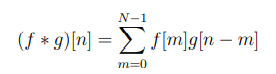 (f ∗ g)[n] = ∑_{m=0}^{N−1} f[m]g[n − m]